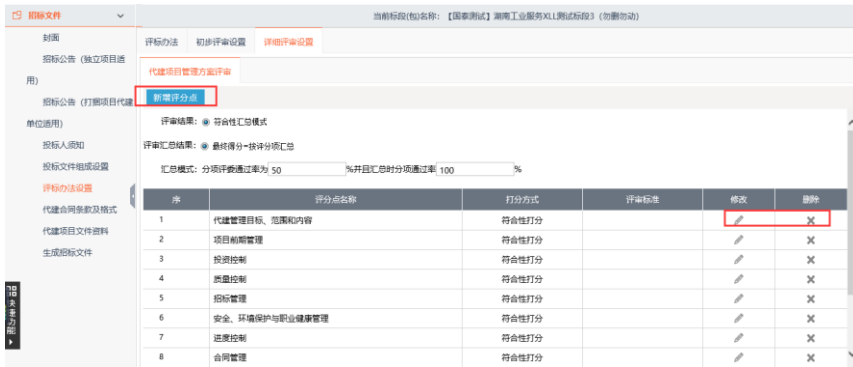 招标文件
当前标段(包)名称: 【国泰测试】湖南工业服务XLL测试标段3 (勿删勿动)
封面
招标公告 (独立项目适
用)
招标公告 (打捆项目代建
单位适用)
投标人须知
投标文件组成设置
评标办法设置
代建合同条款及格式
代建项目文件资料
生成招标文件
快速功能
评标办法 初步评审设置 详细评审设置
代建项目管理方案评审
新增评分点
评审结果: 符合性汇总模式
评审汇总结果: 最终得分=按评分项汇总
汇总模式: 分项评委通过率为 50 %并且汇总时分项通过率 100 %
序 评分点名称 打分方式 评审标准 修改 删除
1 代建管理目标、范围和内容 符合性打分
2 项目前期管理 符合性打分
3 投资控制 符合性打分
4 质量控制 符合性打分
5 招标管理 符合性打分
6 安全、环境保护与职业健康管理 符合性打分
7 进度控制 符合性打分
8 合同管理 符合性打分